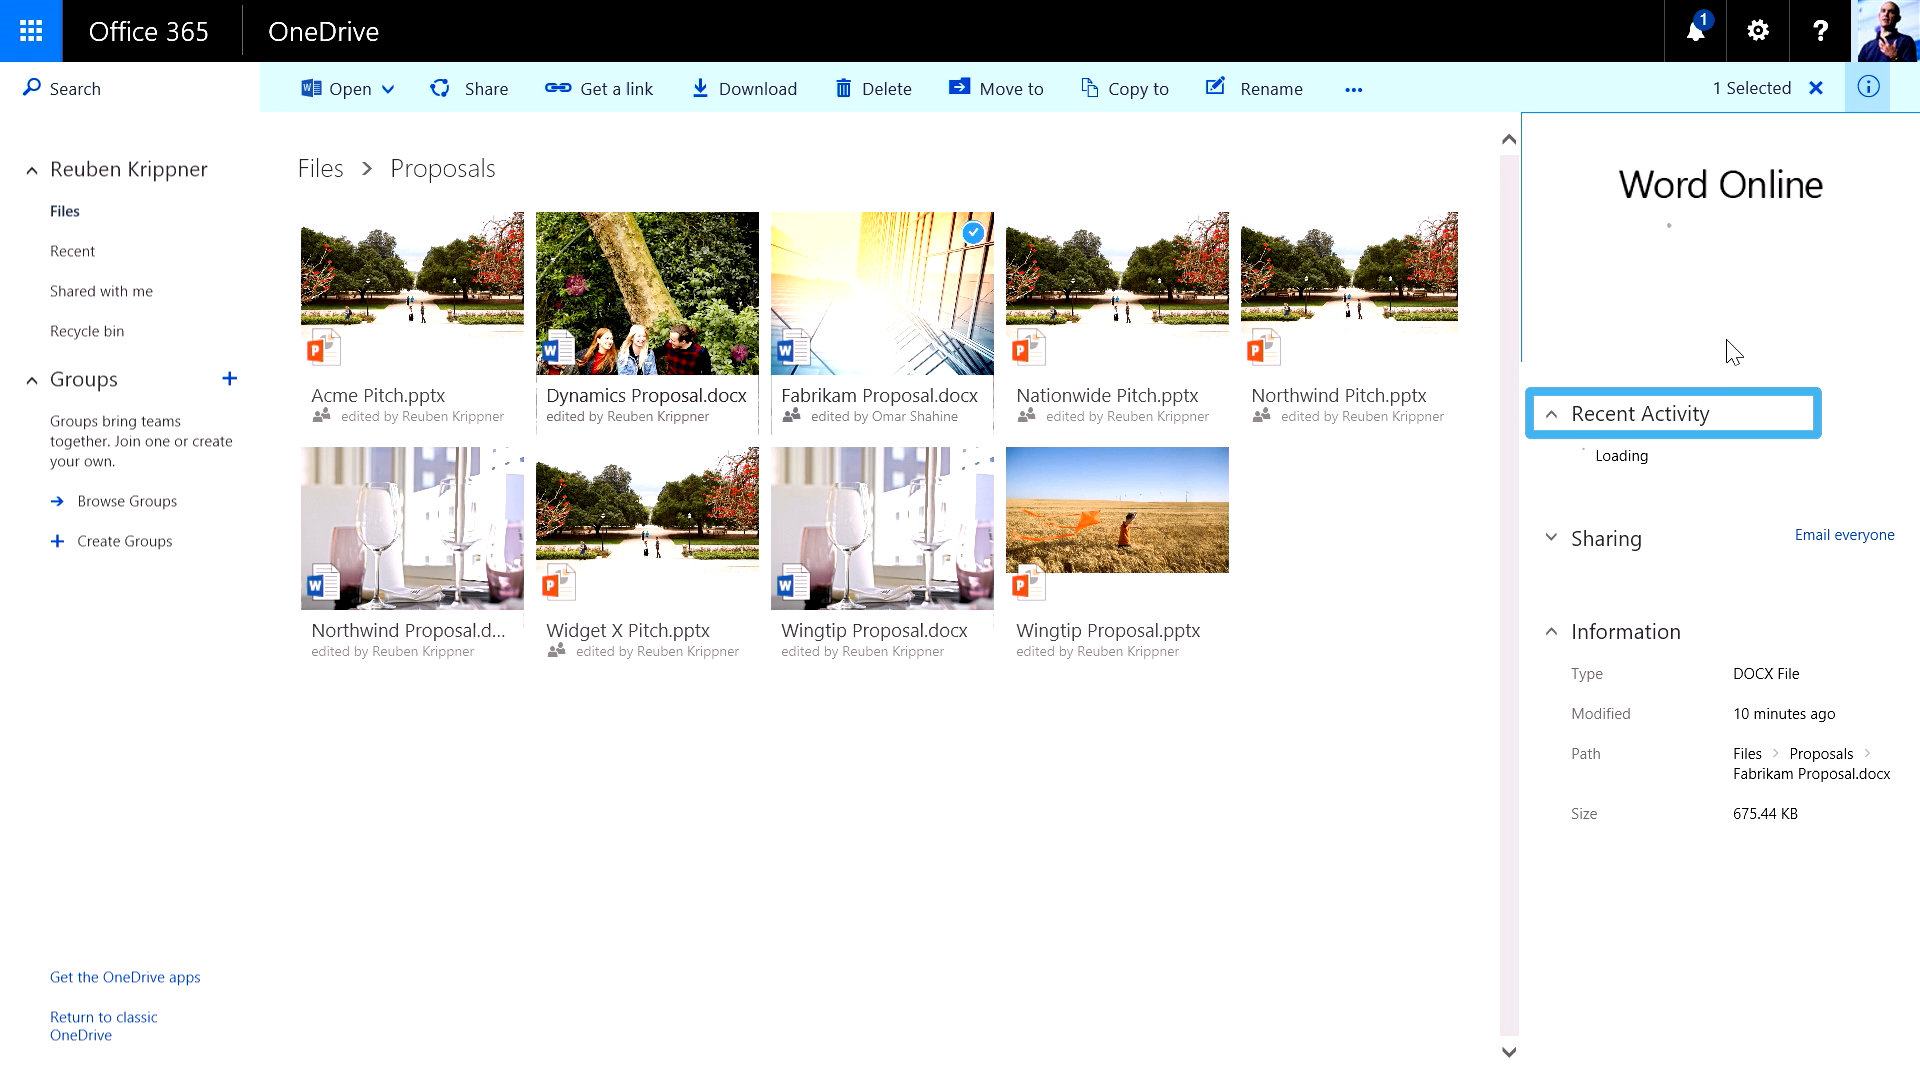 Office 365
OneDrive
1
?
Search
Open
Share
Get a link
Download
Delete
Move to
Copy to
Rename
...
1 Selected
Reuben Krippner
Files
Recent
Shared with me
Recycle bin
Groups
Groups bring teams
together. Join one or create
your own.
Browse Groups
Create Groups
Get the OneDrive apps
Return to classic
OneDrive
Files > Proposals
Acme Pitch.pptx
edited by Reuben Krippner
Dynamics Proposal.docx
edited by Reuben Krippner
Fabrikam Proposal.docx
edited by Omar Shahine
Nationwide Pitch.pptx
edited by Reuben Krippner
Northwind Pitch.pptx
edited by Reuben Krippner
Northwind Proposal.d...
edited by Reuben Krippner
Widget X Pitch.pptx
edited by Reuben Krippner
Wingtip Proposal.docx
edited by Reuben Krippner
Wingtip Proposal.pptx
edited by Reuben Krippner
Word Online
Recent Activity
Loading
Sharing
Email everyone
Information
Type DOCX File
Modified 10 minutes ago
Path Files > Proposals >
Fabrikam Proposal.docx
Size 675.44 KB